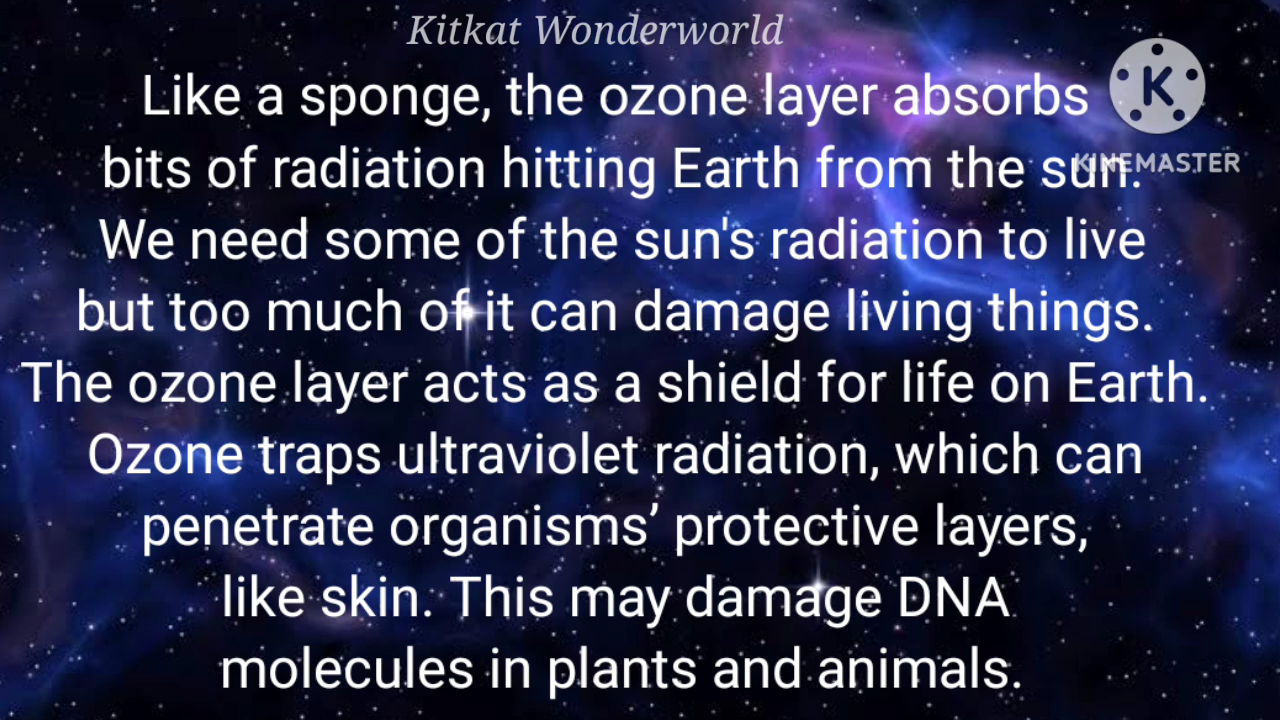 Kitkat Wonderworld
Like a sponge, the ozone layer absorbs
bits of radiation hitting Earth from the sun.
We need some of the sun's radiation to live
but too much of it can damage living things.
The ozone layer acts as a shield for life on Earth.
Ozone traps ultraviolet radiation, which can
penetrate organisms’ protective layers,
like skin. This may damage DNA
molecules in plants and animals.
K
KINEMASTER